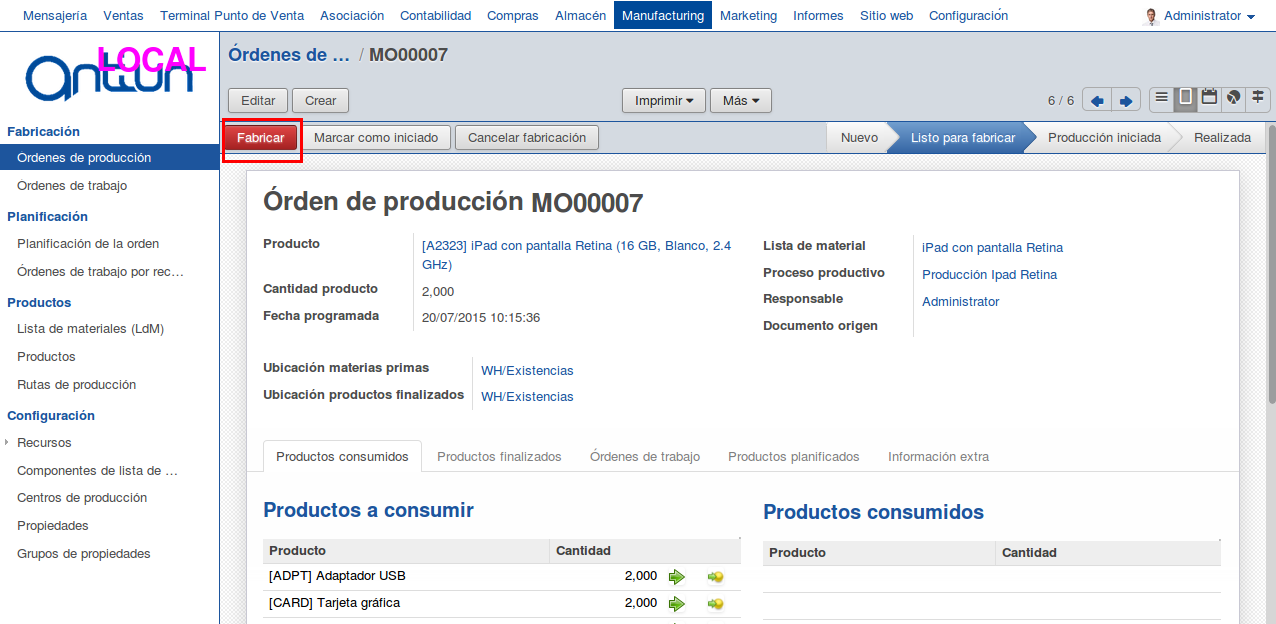 Mensajería Ventas Terminal Punto de Venta Asociación Contabilidad Compras Almacén Manufacturing Marketing Informes Sitio web Configuración Administrator
antiun LOCAL
Órdenes de ... / MO00007
Editar Crear Imprimir Más 6 / 6
Fabricar Marcar como iniciado Cancelar fabricación Nuevo Listo para fabricar Producción iniciada Realizada
Fabricación
Ordenes de producción
Ordenes de trabajo
Planificación
Planificación de la orden
Órdenes de trabajo por rec...
Productos
Lista de materiales (LdM)
Productos
Rutas de producción
Configuración
Recursos
Componentes de lista de ...
Centros de producción
Propiedades
Grupos de propiedades
Órden de producción MO00007
Producto [A2323] iPad con pantalla Retina (16 GB, Blanco, 2.4
GHz)
Cantidad producto 2,000
Fecha programada 20/07/2015 10:15:36
Lista de material iPad con pantalla Retina
Proceso productivo Producción Ipad Retina
Responsable Administrator
Documento origen
Ubicación materias primas WH/Existencias
Ubicación productos finalizados WH/Existencias
Productos consumidos Productos finalizados Órdenes de trabajo Productos planificados Información extra
Productos a consumir
Producto Cantidad
[ADPT] Adaptador USB 2,000
[CARD] Tarjeta gráfica 2,000
Productos consumidos
Producto Cantidad